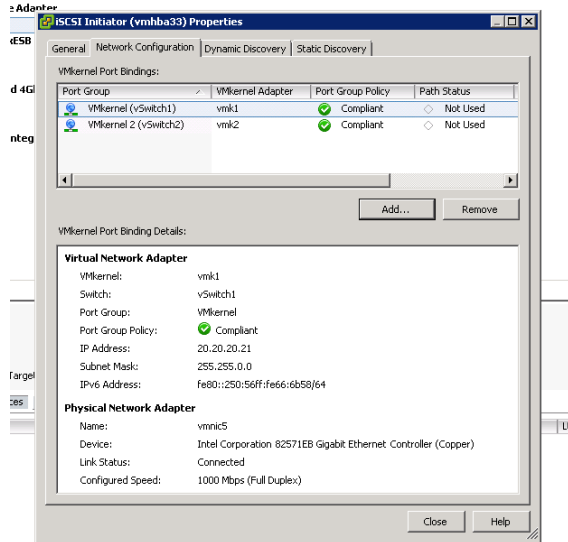 e Adapter
iSCSI Initiator (vmhba33) Properties
General Network Configuration Dynamic Discovery Static Discovery
VMkernel Port Bindings:
Port Group VMkernel Adapter Port Group Policy Path Status
VMkernel (vSwitch1) vmk1 Compliant Not Used
VMkernel 2 (vSwitch2) vmk2 Compliant Not Used
Add... Remove
VMkernel Port Binding Details:
Virtual Network Adapter
VMkernel: vmk1
Switch: vSwitch1
Port Group: VMkernel
Port Group Policy: Compliant
IP Address: 20.20.20.21
Subnet Mask: 255.255.0.0
IPv6 Address: fe80::250:56ff:fe66:6b58/64
Physical Network Adapter
Name: vmnic5
Device: Intel Corporation 82571EB Gigabit Ethernet Controller (Copper)
Link Status: Connected
Configured Speed: 1000 Mbps (Full Duplex)
Close Help